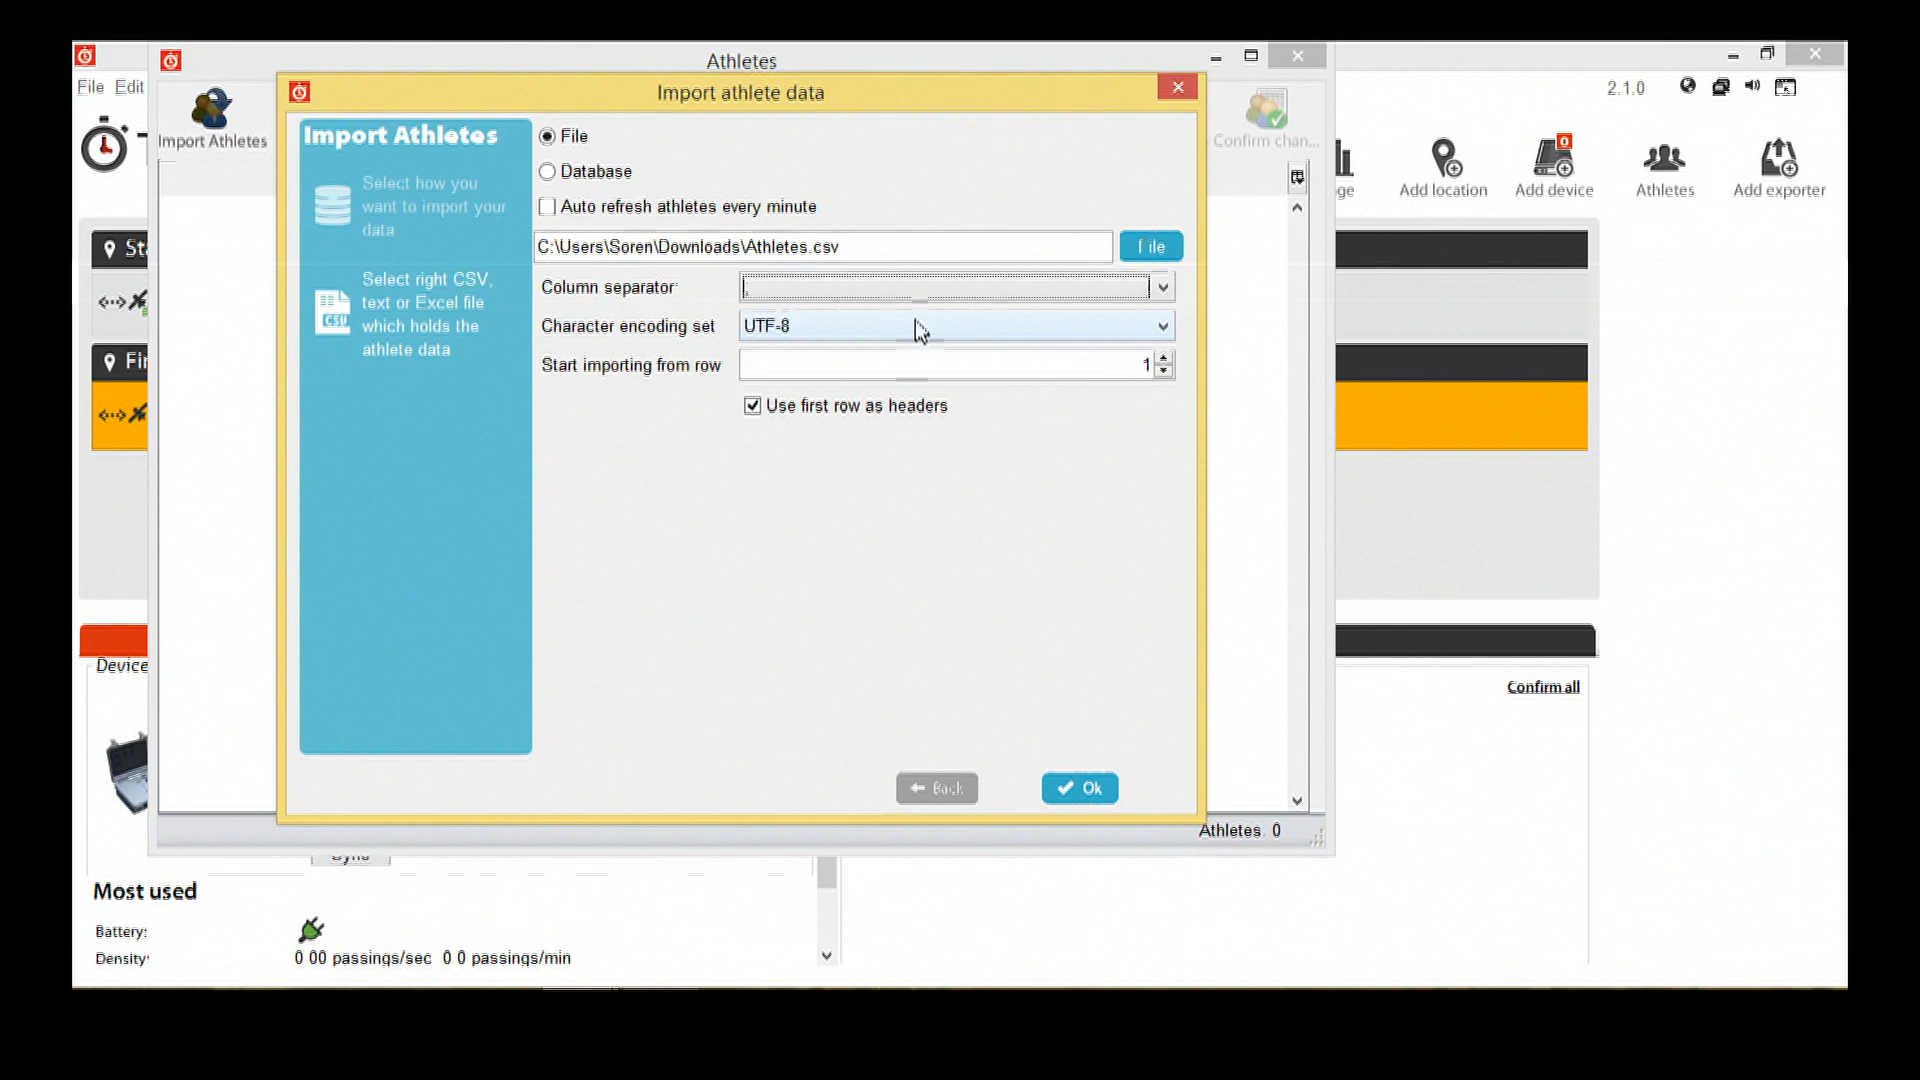 Athletes
File Edit
2.1.0
Import athlete data
Import Athletes
Confirm chan...
Add location
Add device
0
Athletes
Add exporter
Import Athletes
Select how you
want to import your
data
Select right CSV,
text or Excel file
which holds the
athlete data
CSV
File
Database
Auto refresh athletes every minute
C:\Users\Soren\Downloads\Athletes.csv
File
Column separator
Character encoding set
UTF-8
Start importing from row
1
Use first row as headers
Back
Ok
Device
Confirm all
Athletes 0
Sync
Most used
Battery:
Density:
0 00 passings/sec 0 0 passings/min